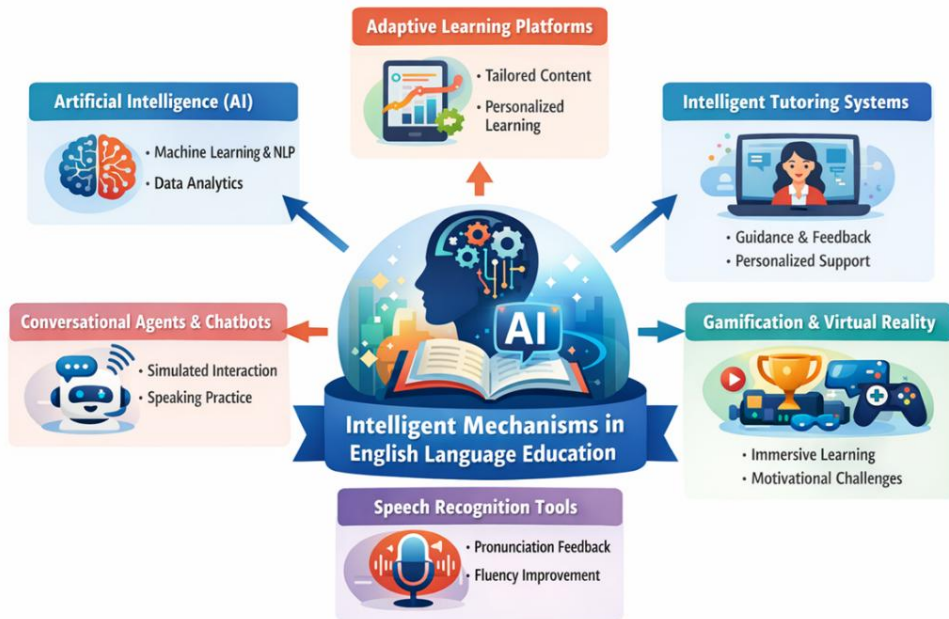 Adaptive Learning Platforms
• Tailored Content
• Personalized
Learning
Artificial Intelligence (AI)
• Machine Learning & NLP
• Data Analytics
Intelligent Tutoring Systems
• Guidance & Feedback
• Personalized Support
Conversational Agents & Chatbots
• Simulated Interaction
• Speaking Practice
AI
Intelligent Mechanisms in
English Language Education
Gamification & Virtual Reality
• Immersive Learning
• Motivational Challenges
Speech Recognition Tools
• Pronunciation Feedback
• Fluency Improvement